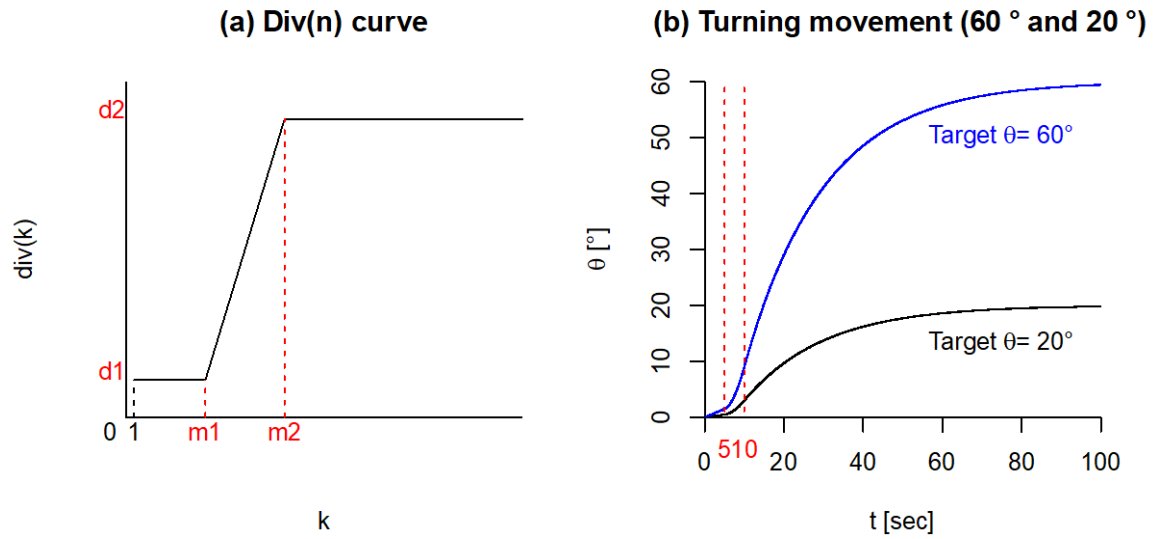 (a) Div(n) curve
d2
div(k)
d1
0 1 m1 m2
k
(b) Turning movement (60 ° and 20 °)
60
50
40
30
20
10
0
θ [°]
Target θ= 60°
Target θ= 20°
510
0 20 40 60 80 100
t [sec]